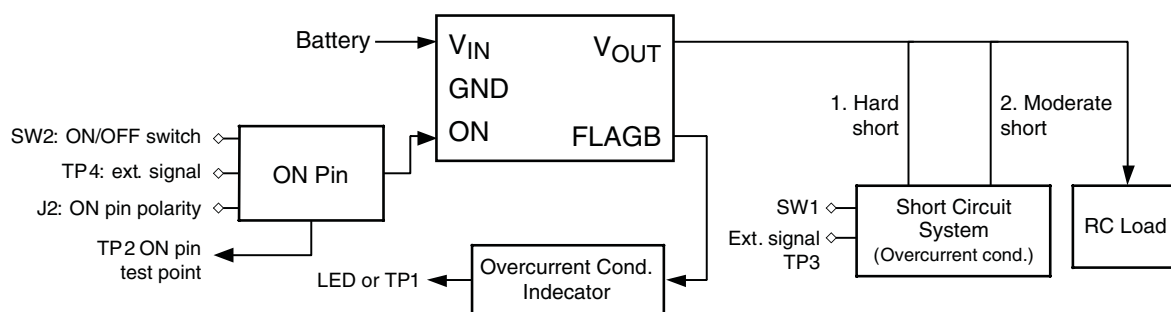 Battery
VIN
VOUT
GND
ON
FLAGB
1. Hard
short
2. Moderate
short
SW2: ON/OFF switch
TP4: ext. signal
J2: ON pin polarity
ON Pin
TP2 ON pin
test point
LED or TP1
Overcurrent Cond.
Indecator
SW1
Ext. signal
TP3
Short Circuit
System
(Overcurrent cond.)
RC Load